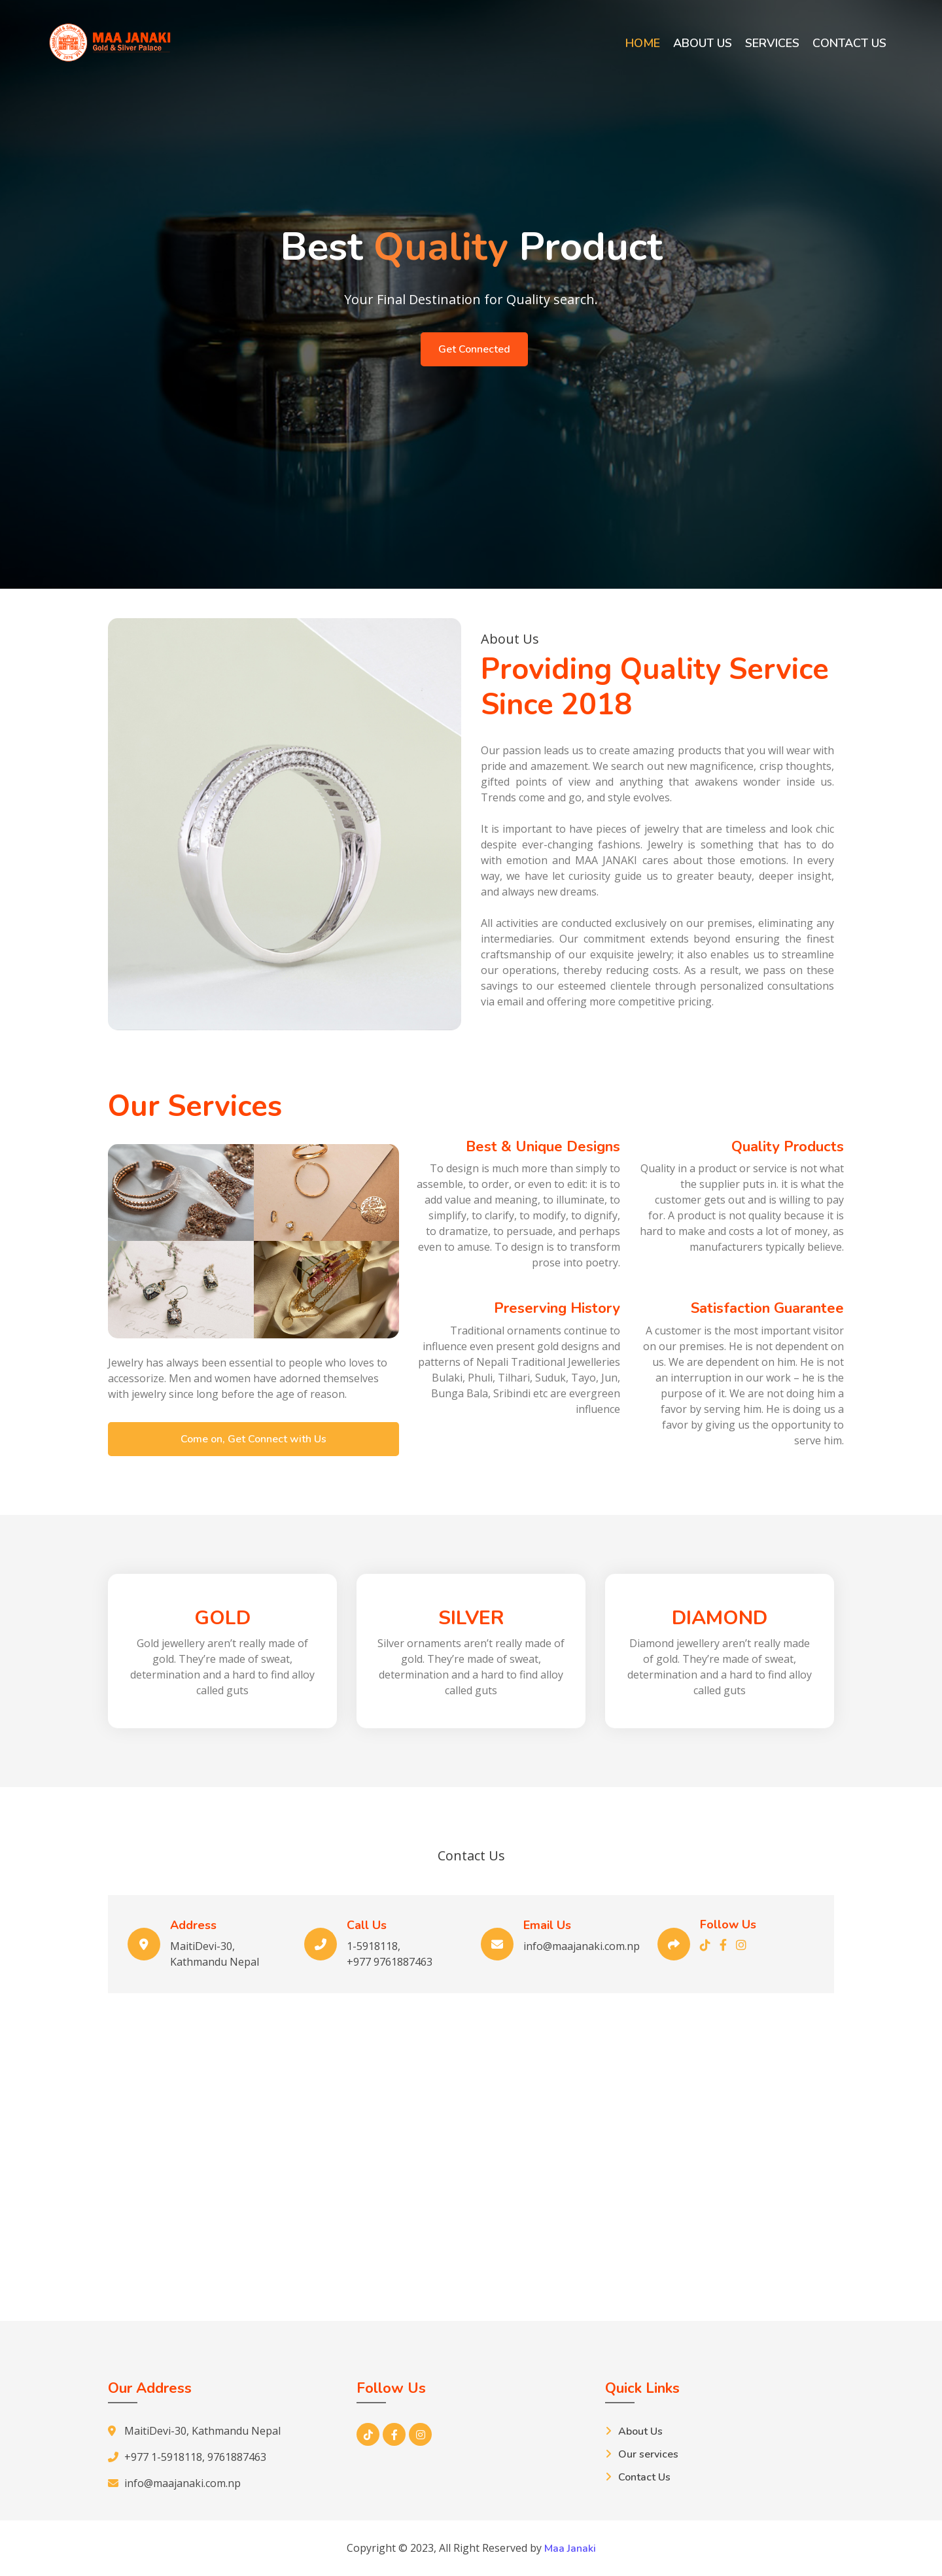 MAA JANAKI
Gold & Silver Palace
HOME ABOUT US SERVICES CONTACT US
Best Quality Product
Your Final Destination for Quality search.
Get Connected
About Us
Providing Quality Service
Since 2018
Our passion leads us to create amazing products that you will wear with
pride and amazement. We search out new magnificence, crisp thoughts,
gifted points of view and anything that awakens wonder inside us.
Trends come and go, and style evolves.
It is important to have pieces of jewelry that are timeless and look chic
despite ever-changing fashions. Jewelry is something that has to do
with emotion and MAA JANAKI cares about those emotions. In every
way, we have let curiosity guide us to greater beauty, deeper insight,
and always new dreams.
All activities are conducted exclusively on our premises, eliminating any
intermediaries. Our commitment extends beyond ensuring the finest
craftsmanship of our exquisite jewelry; it also enables us to streamline
our operations, thereby reducing costs. As a result, we pass on these
savings to our esteemed clientele through personalized consultations
via email and offering more competitive pricing.
Our Services
Jewelry has always been essential to people who loves to
accessorize. Men and women have adorned themselves
with jewelry since long before the age of reason.
Come on, Get Connect with Us
Best & Unique Designs
To design is much more than simply to
assemble, to order, or even to edit: it is to
add value and meaning, to illuminate, to
simplify, to clarify, to modify, to dignify,
to dramatize, to persuade, and perhaps
even to amuse. To design is to transform
prose into poetry.
Quality Products
Quality in a product or service is not what
the supplier puts in. it is what the
customer gets out and is willing to pay
for. A product is not quality because it is
hard to make and costs a lot of money, as
manufacturers typically believe.
Preserving History
Traditional ornaments continue to
influence even present gold designs and
patterns of Nepali Traditional Jewelleries
Bulaki, Phuli, Tilhari, Suduk, Tayo, Jun,
Bunga Bala, Sribindi etc are evergreen
influence
Satisfaction Guarantee
A customer is the most important visitor
on our premises. He is not dependent on
us. We are dependent on him. He is not
an interruption in our work – he is the
purpose of it. We are not doing him a
favor by serving him. He is doing us a
favor by giving us the opportunity to
serve him.
GOLD
Gold jewellery aren’t really made of
gold. They’re made of sweat,
determination and a hard to find alloy
called guts
SILVER
Silver ornaments aren’t really made of
gold. They’re made of sweat,
determination and a hard to find alloy
called guts
DIAMOND
Diamond jewellery aren’t really made
of gold. They’re made of sweat,
determination and a hard to find alloy
called guts
Contact Us
Address
MaitiDevi-30,
Kathmandu Nepal
Call Us
1-5918118,
+977 9761887463
Email Us
info@maajanaki.com.np
Follow Us
Our Address
MaitiDevi-30, Kathmandu Nepal
+977 1-5918118, 9761887463
info@maajanaki.com.np
Follow Us
Quick Links
About Us
Our services
Contact Us
Copyright © 2023, All Right Reserved by Maa Janaki